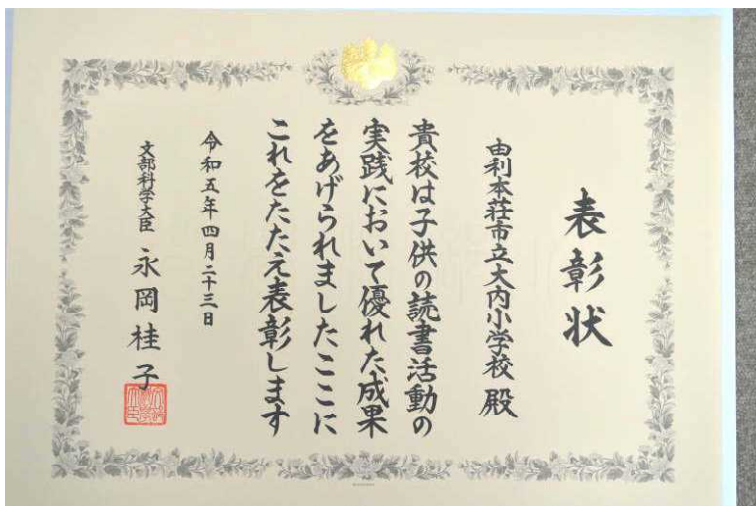 表彰状
由利本荘市立大内小学校 殿
貴校は子供の読書活動の
実践において優れた成果
をあげられましたここに
これをたたえ表彰します
令和五年四月二十三日
文部科学大臣 永岡桂子